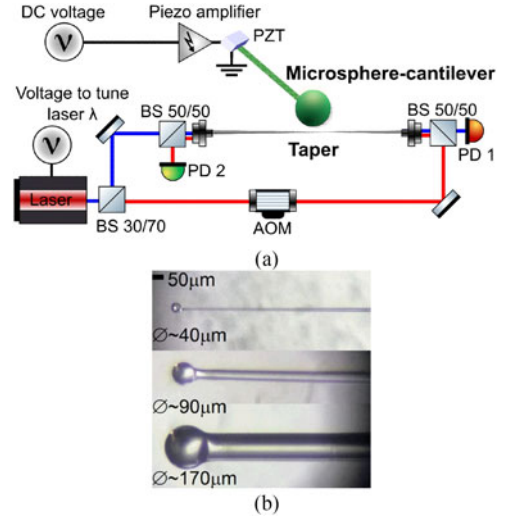 DC voltage
Piezo amplifier
V
PZT
Microsphere-cantilever
Voltage to tune
laser λ
BS 50/50
BS 50/50
V
Taper
PD 1
PD 2
Laser
BS 30/70
AOM
(a)
50μm
Ø~40μm
Ø~90μm
Ø~170μm
(b)